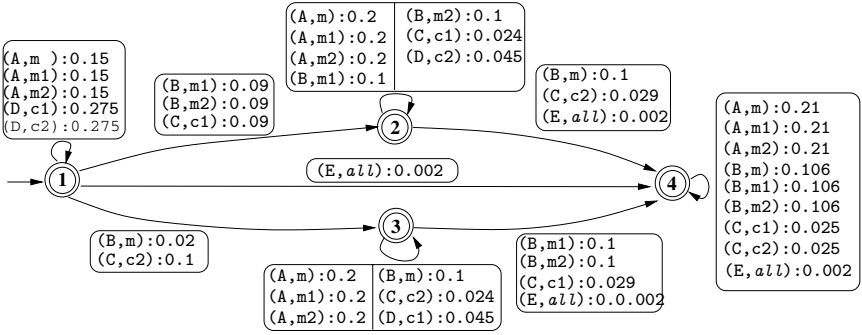 (A,m ):0.15
(A,m1):0.15
(A,m2):0.15
(D,c1):0.275
(D,c2):0.275
(B,m1):0.09
(B,m2):0.09
(C,c1):0.09
(A,m):0.2
(A,m1):0.2
(A,m2):0.2
(B,m1):0.1
(B,m2):0.1
(C,c1):0.024
(D,c2):0.045
(B,m):0.1
(C,c2):0.029
(E,all):0.002
(A,m):0.21
(A,m1):0.21
(A,m2):0.21
(B,m):0.106
(B,m1):0.106
(B,m2):0.106
(C,c1):0.025
(C,c2):0.025
(E,all):0.002
1
2
(E,all):0.002
4
3
(B,m):0.02
(C,c2):0.1
(A,m):0.2
(A,m1):0.2
(A,m2):0.2
(B,m):0.1
(C,c2):0.024
(D,c1):0.045
(B,m1):0.1
(B,m2):0.1
(C,c1):0.029
(E,all):0.0.002